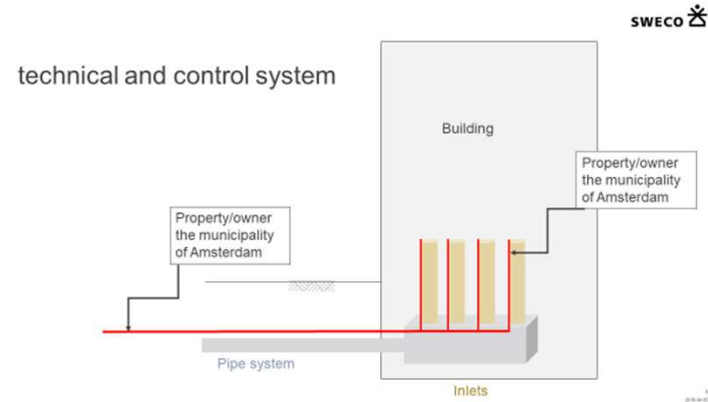 SWECO
technical and control system
Building
Property/owner
the municipality
of Amsterdam
Property/owner
the municipality
of Amsterdam
Pipe system
Inlets